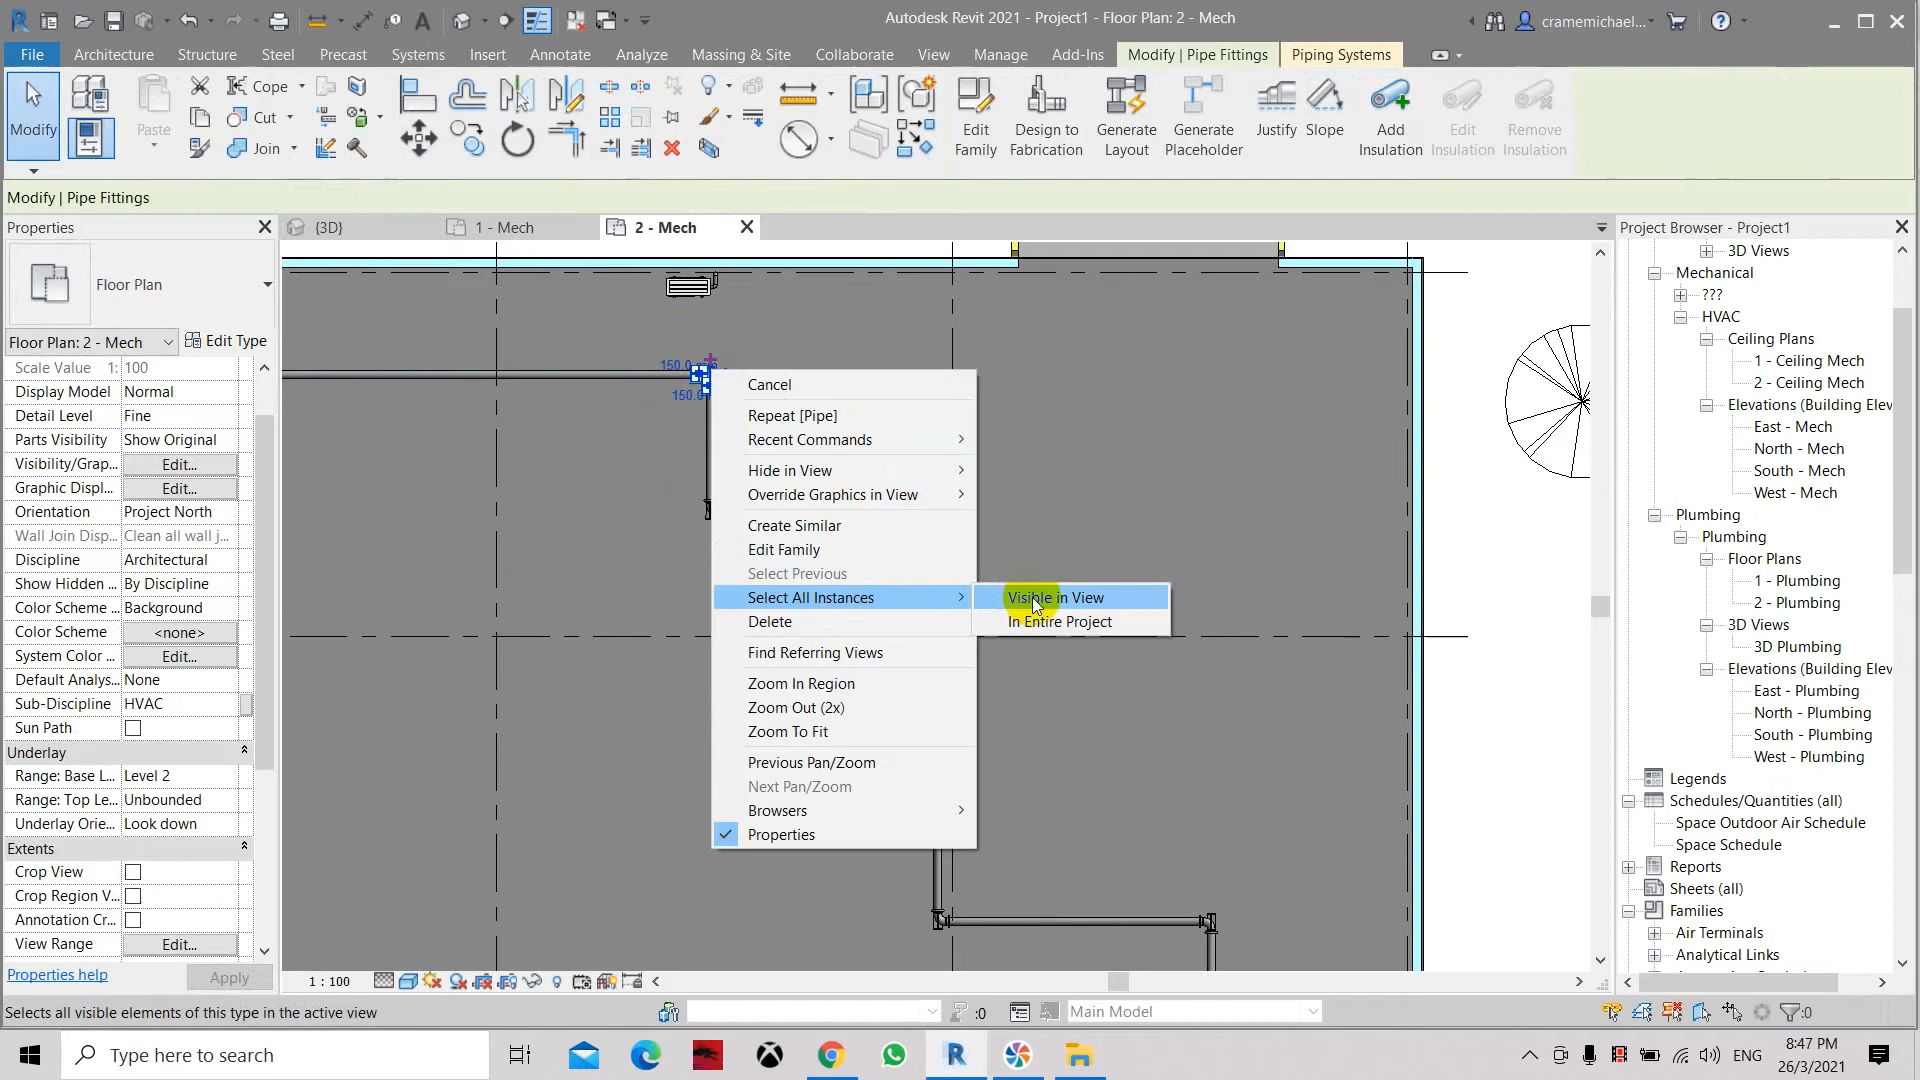 Autodesk Revit 2021 - Project1 - Floor Plan: 2 - Mech
cramemichael...
File Architecture Structure Steel Precast Systems Insert Annotate Analyze Massing & Site Collaborate View Manage Add-Ins Modify | Pipe Fittings Piping Systems
Modify
Paste
Cope
Cut
Join
Edit Family
Design to Fabrication
Generate Layout
Generate Placeholder
Justify
Slope
Add Insulation
Edit Insulation
Remove Insulation
Modify | Pipe Fittings
Properties
Floor Plan
Floor Plan: 2 - Mech
Edit Type
Scale Value 1: 100
Display Model Normal
Detail Level Fine
Parts Visibility Show Original
Visibility/Grap... Edit...
Graphic Displ... Edit...
Orientation Project North
Wall Join Disp... Clean all wall j...
Discipline Architectural
Show Hidden ... By Discipline
Color Scheme ... Background
Color Scheme <none>
System Color ... Edit...
Default Analys... None
Sub-Discipline HVAC
Sun Path
Underlay
Range: Base L... Level 2
Range: Top Le... Unbounded
Underlay Orie... Look down
Extents
Crop View
Crop Region V...
Annotation Cr...
View Range Edit...
Properties help
Apply
{3D}
1 - Mech
2 - Mech
150.0
150.0
Cancel
Repeat [Pipe]
Recent Commands
Hide in View
Override Graphics in View
Create Similar
Edit Family
Select Previous
Select All Instances
Visible in View
In Entire Project
Delete
Find Referring Views
Zoom In Region
Zoom Out (2x)
Zoom To Fit
Previous Pan/Zoom
Next Pan/Zoom
Browsers
Properties
Project Browser - Project1
3D Views
Mechanical
???
HVAC
Ceiling Plans
1 - Ceiling Mech
2 - Ceiling Mech
Elevations (Building Elev
East - Mech
North - Mech
South - Mech
West - Mech
Plumbing
Plumbing
Floor Plans
1 - Plumbing
2 - Plumbing
3D Views
3D Plumbing
Elevations (Building Elev
East - Plumbing
North - Plumbing
South - Plumbing
West - Plumbing
Legends
Schedules/Quantities (all)
Space Outdoor Air Schedule
Space Schedule
Reports
Sheets (all)
Families
Air Terminals
Analytical Links
1 : 100
Selects all visible elements of this type in the active view
:0
Main Model
:0
Type here to search
ENG
8:47 PM
26/3/2021